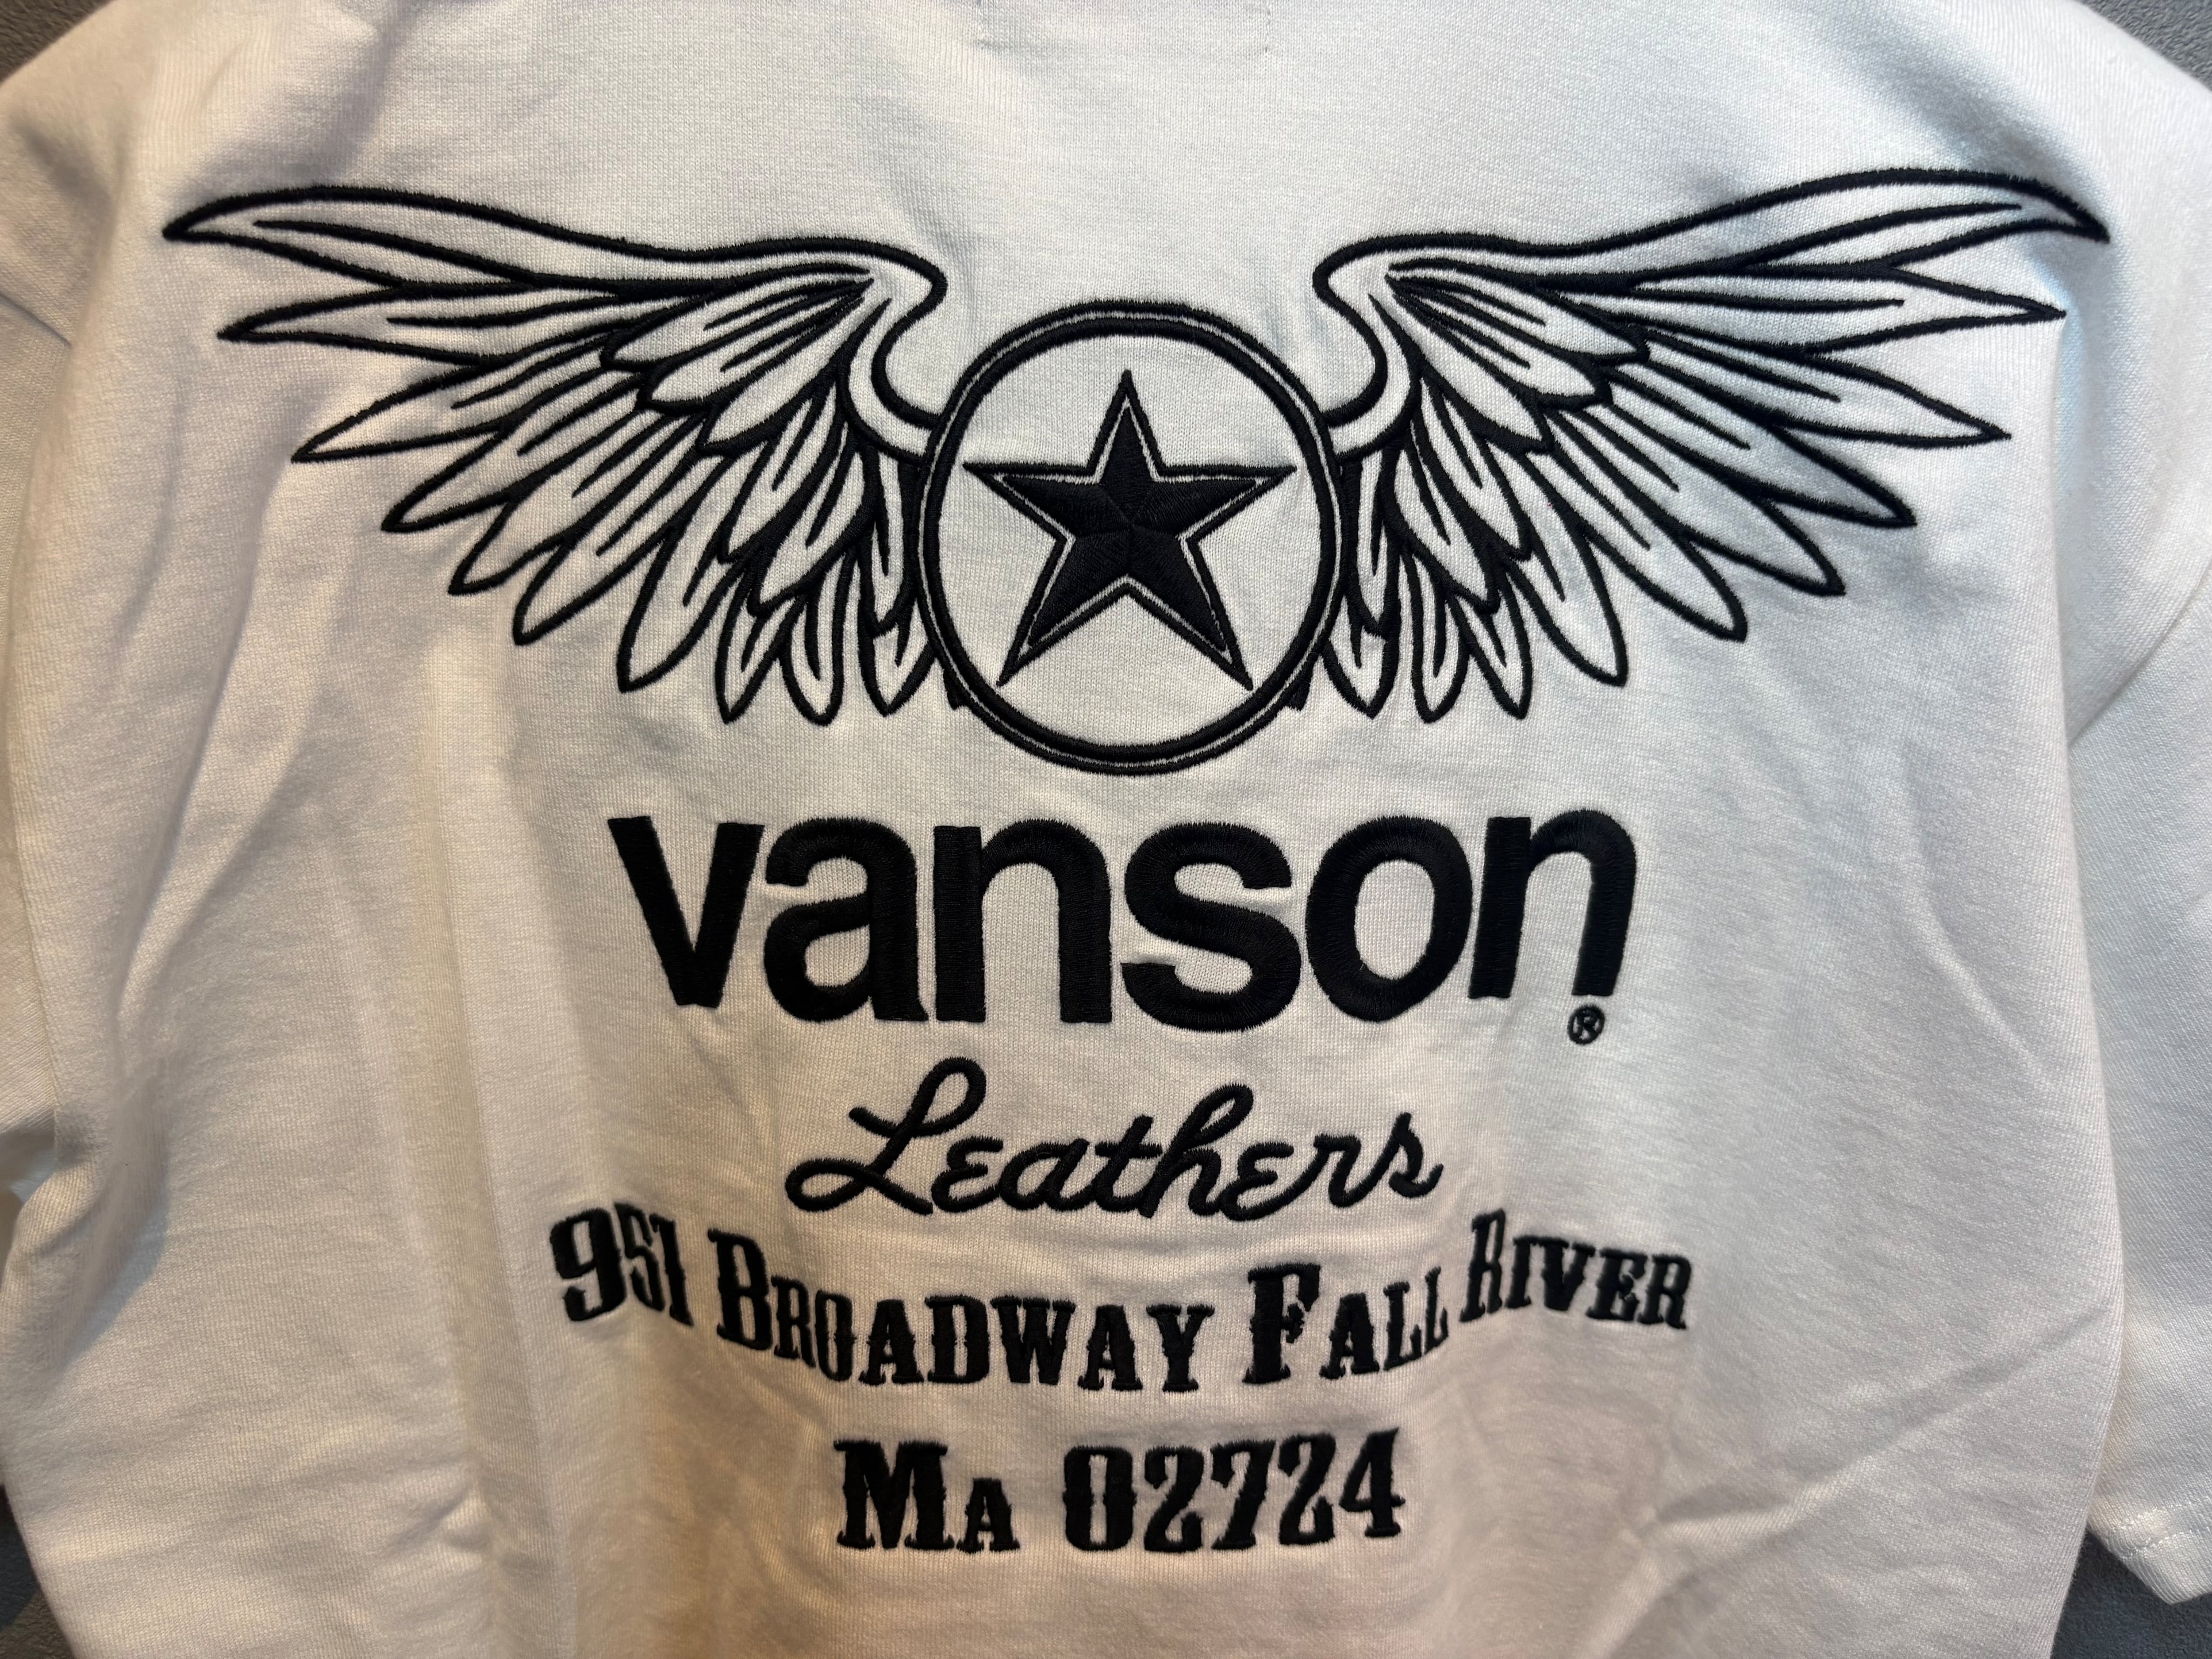 vanson®
Leathers
951 BROADWAY FALL RIVER
MA 02724